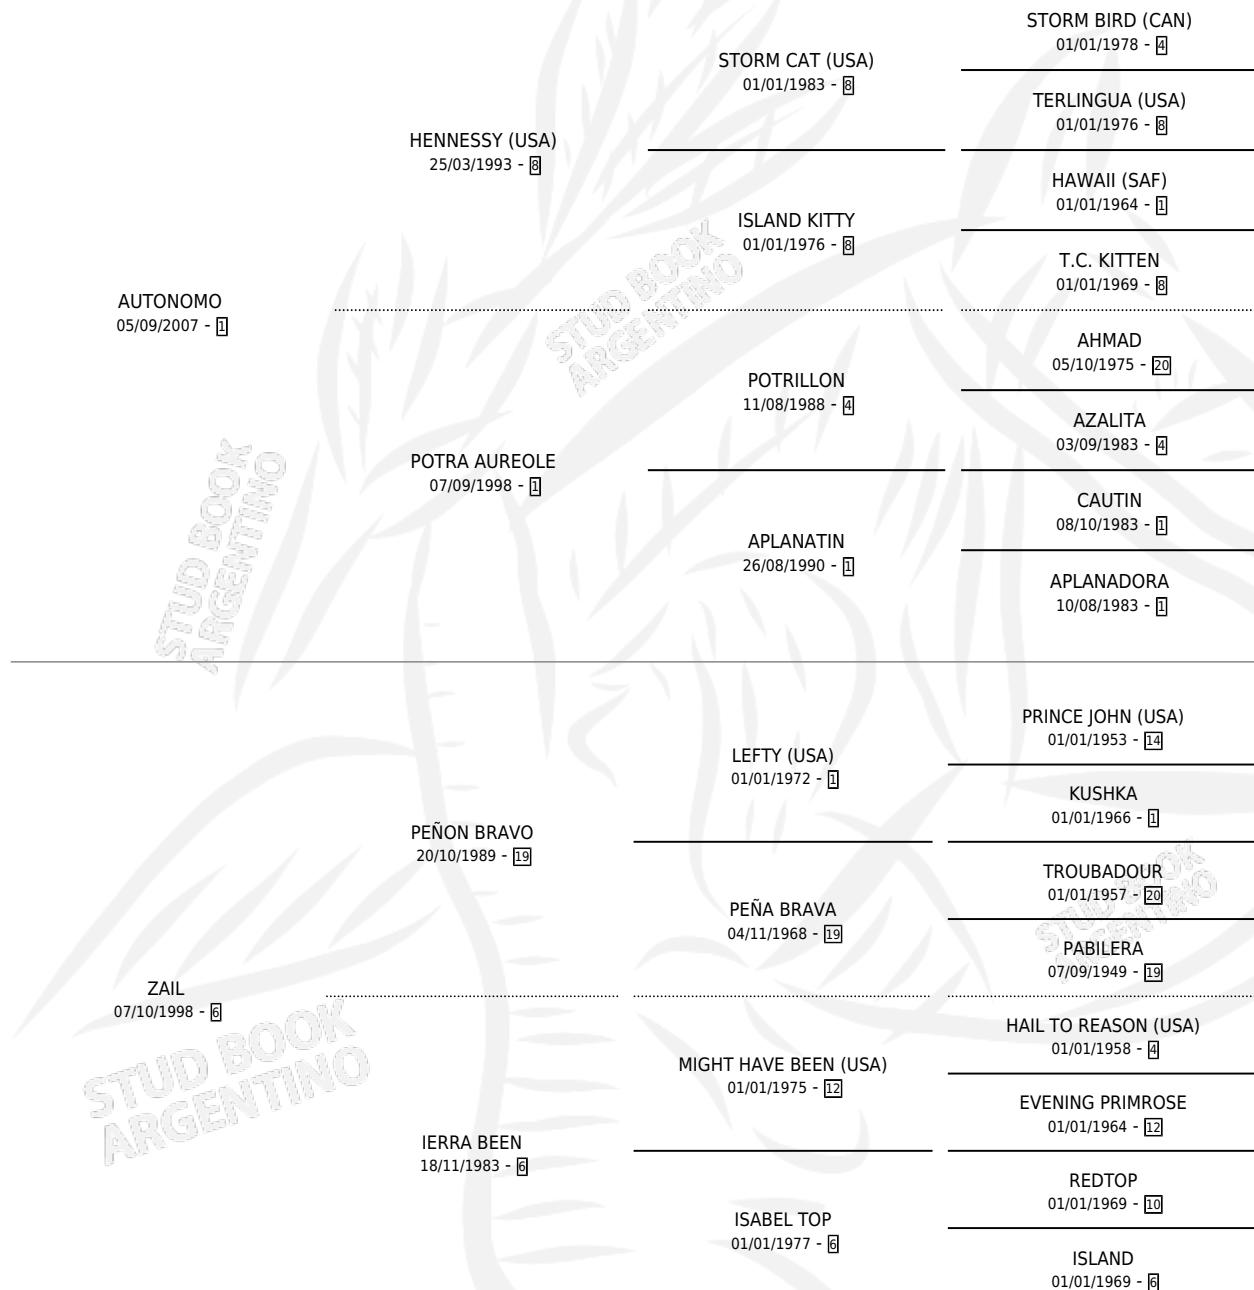 STORM BIRD (CAN)
01/01/1978 - 4
STORM CAT (USA)
01/01/1983 - 8
TERLINGUA (USA)
01/01/1976 - 8
HENNESSY (USA)
25/03/1993 - 8
HAWAII (SAF)
01/01/1964 - 1
ISLAND KITTY
01/01/1976 - 8
T.C. KITTEN
01/01/1969 - 8
AUTONOMO
05/09/2007 - 1
AHMAD
05/10/1975 - 20
POTRILLON
11/08/1988 - 4
AZALITA
03/09/1983 - 4
POTRA AUREOLE
07/09/1998 - 1
CAUTIN
08/10/1983 - 1
APLANATIN
26/08/1990 - 1
APLANADORA
10/08/1983 - 1
PRINCE JOHN (USA)
01/01/1953 - 14
LEFTY (USA)
01/01/1972 - 1
KUSHKA
01/01/1966 - 1
PEÑON BRAVO
20/10/1989 - 19
TROUBADOUR
01/01/1957 - 20
PEÑA BRAVA
04/11/1968 - 19
PABILERA
07/09/1949 - 19
ZAIL
07/10/1998 - 6
HAIL TO REASON (USA)
01/01/1958 - 4
MIGHT HAVE BEEN (USA)
01/01/1975 - 12
EVENING PRIMROSE
01/01/1964 - 12
IERRA BEEN
18/11/1983 - 6
REDTOP
01/01/1969 - 10
ISABEL TOP
01/01/1977 - 6
ISLAND
01/01/1969 - 6
STUD BOOK
ARGENTINO
STUD BOOK
ARGENTINO
STUD BOOK
ARGENTINO
STUD BOOK
ARGENTINO